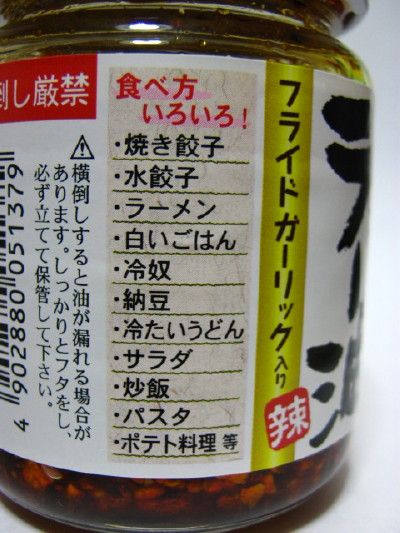 倒し厳禁
⚠横倒しすると油が漏れる場合が
あります。しっかりとフタをし、
必ず立てて保管して下さい。
4902880051379
食べ方
いろいろ!
・焼き餃子
・水餃子
・ラーメン
・白いごはん
・冷奴
・納豆
・冷たいうどん
・サラダ
・炒飯
・パスタ
・ポテト料理 等
フライドガーリック入り
辣
ラー油